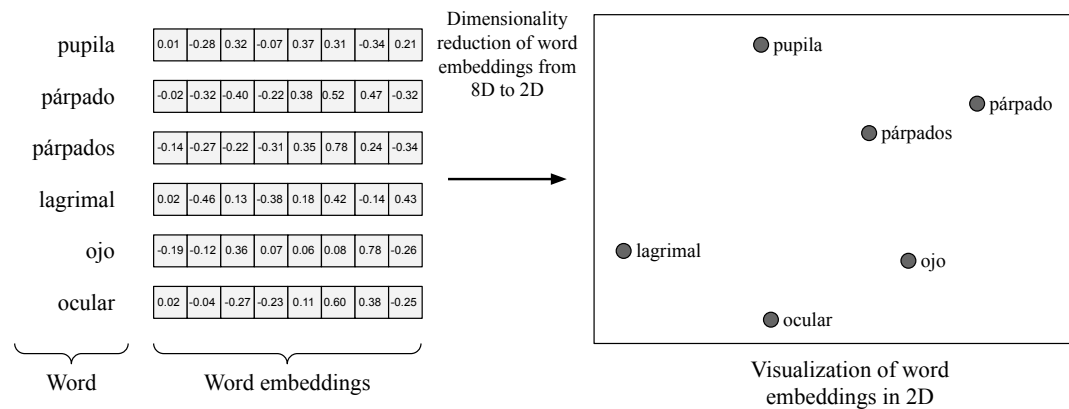 pupila 0.01 -0.28 0.32 -0.07 0.37 0.31 -0.34 0.21
párpado -0.02 -0.32 -0.40 -0.22 0.38 0.52 0.47 -0.32
párpados -0.14 -0.27 -0.22 -0.31 0.35 0.78 0.24 -0.34
lagrimal 0.02 -0.46 0.13 -0.38 0.18 0.42 -0.14 0.43
ojo -0.19 -0.12 0.36 0.07 0.06 0.08 0.78 -0.26
ocular 0.02 -0.04 -0.27 -0.23 0.11 0.60 0.38 -0.25
Word
Word embeddings
Dimensionality
reduction of word
embeddings from
8D to 2D
pupila
párpado
párpados
lagrimal
ojo
ocular
Visualization of word
embeddings in 2D